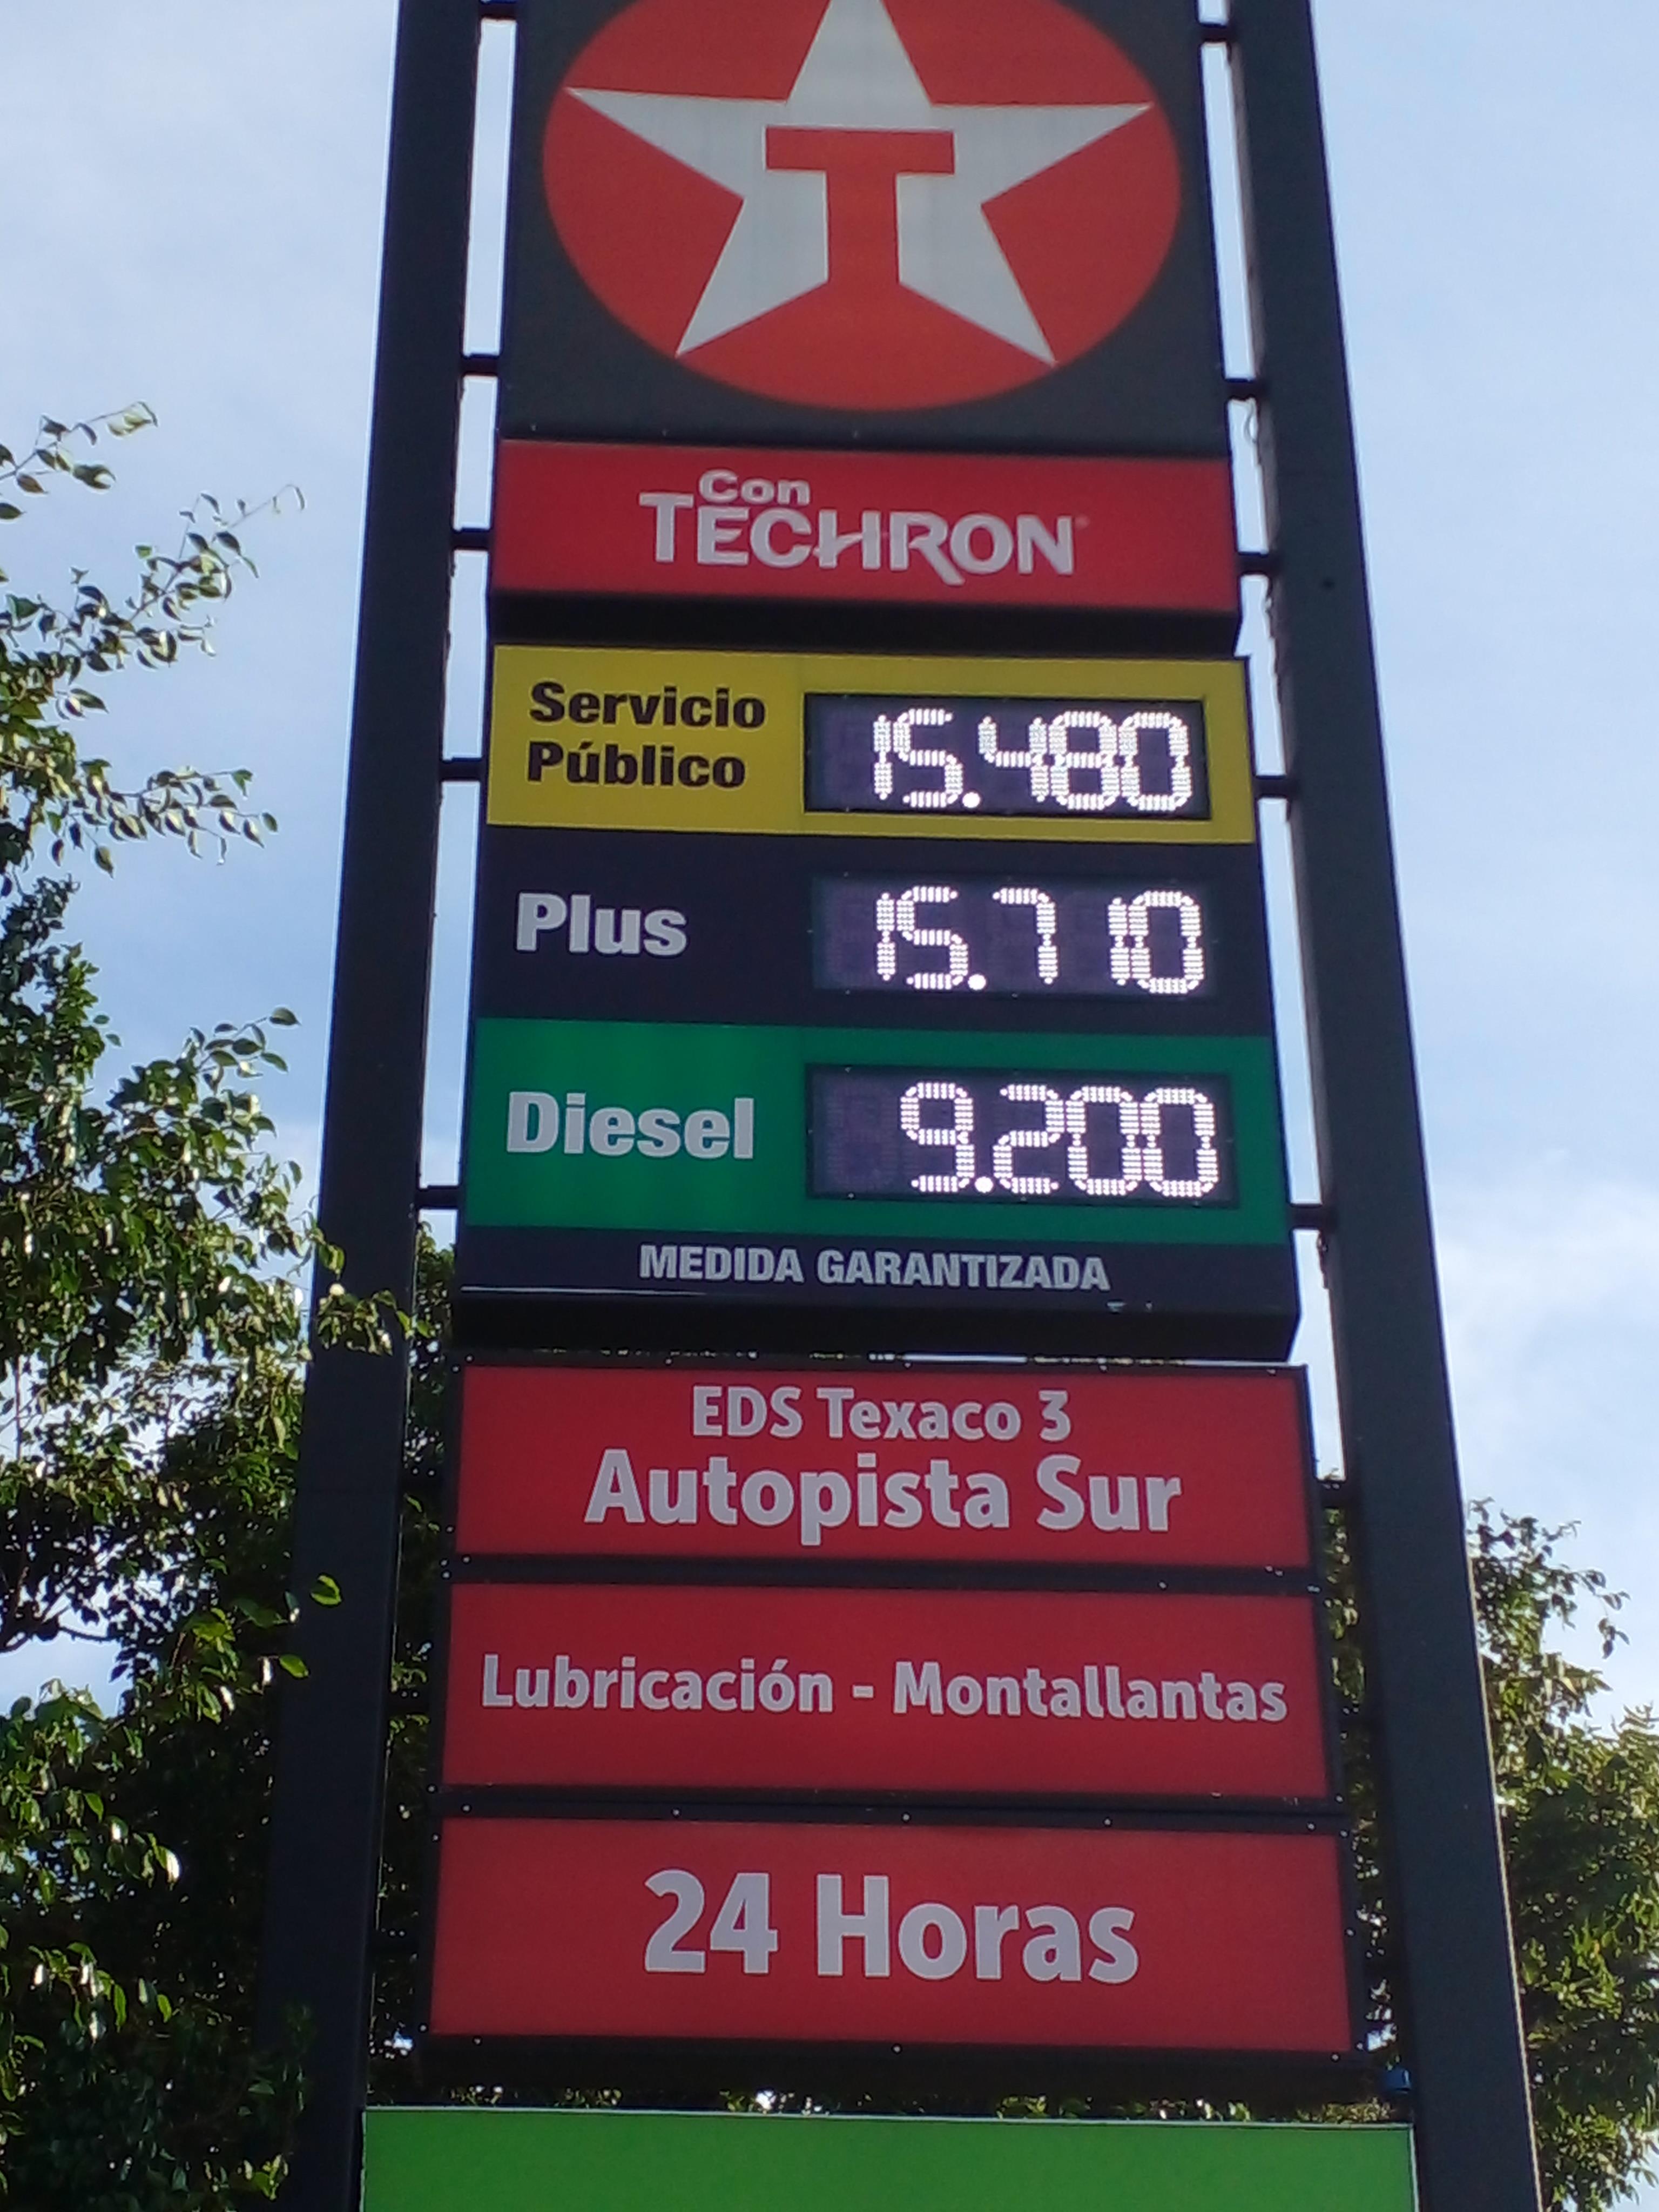 T
Con
TECHRON
Servicio
Público
15.480
Plus
15.710
Diesel
9.200
MEDIDA GARANTIZADA
EDS Texaco 3
Autopista Sur
Lubricación - Montallantas
24 Horas